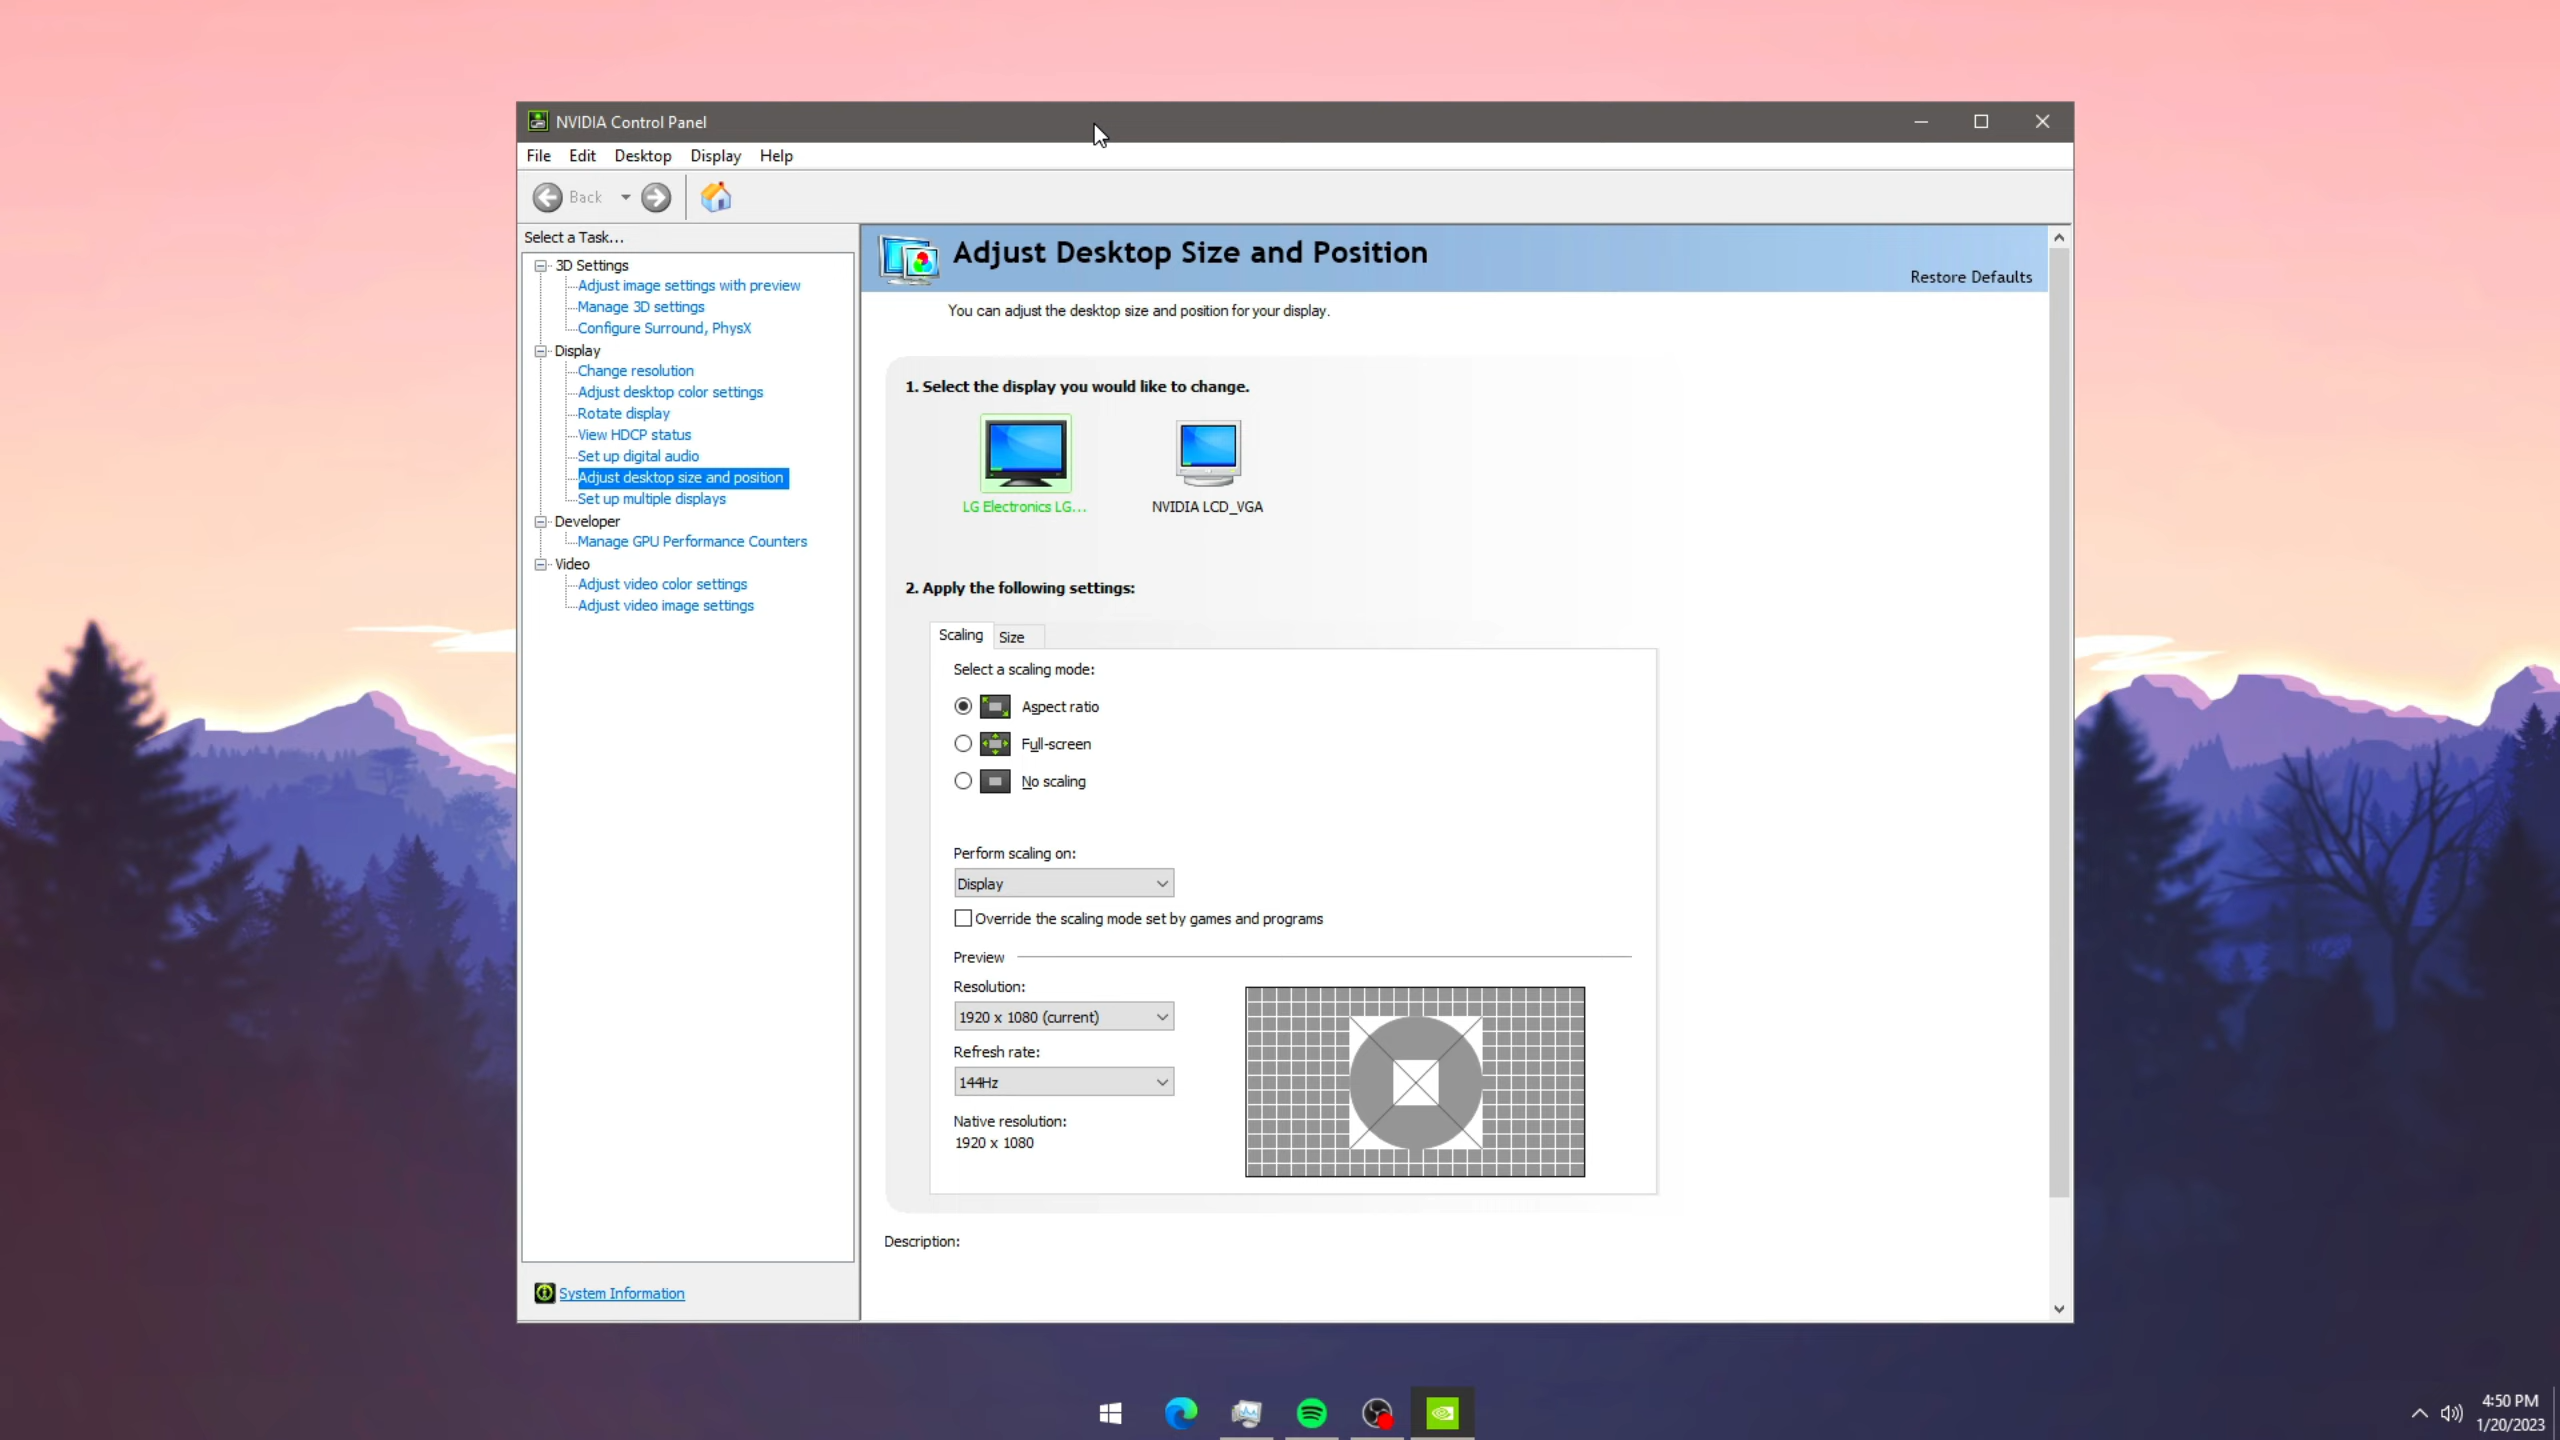 NVIDIA Control Panel
File Edit Desktop Display Help
Back
Select a Task...
3D Settings
Adjust image settings with preview
Manage 3D settings
Configure Surround, PhysX
Display
Change resolution
Adjust desktop color settings
Rotate display
View HDCP status
Set up digital audio
Adjust desktop size and position
Set up multiple displays
Developer
Manage GPU Performance Counters
Video
Adjust video color settings
Adjust video image settings
System Information
Adjust Desktop Size and Position
Restore Defaults
You can adjust the desktop size and position for your display.
1. Select the display you would like to change.
LG Electronics LG... NVIDIA LCD_VGA
2. Apply the following settings:
Scaling Size
Select a scaling mode:
Aspect ratio
Full-screen
No scaling
Perform scaling on:
Display
Override the scaling mode set by games and programs
Preview
Resolution:
1920 x 1080 (current)
Refresh rate:
144Hz
Native resolution:
1920 x 1080
Description:
4:50 PM
1/20/2023